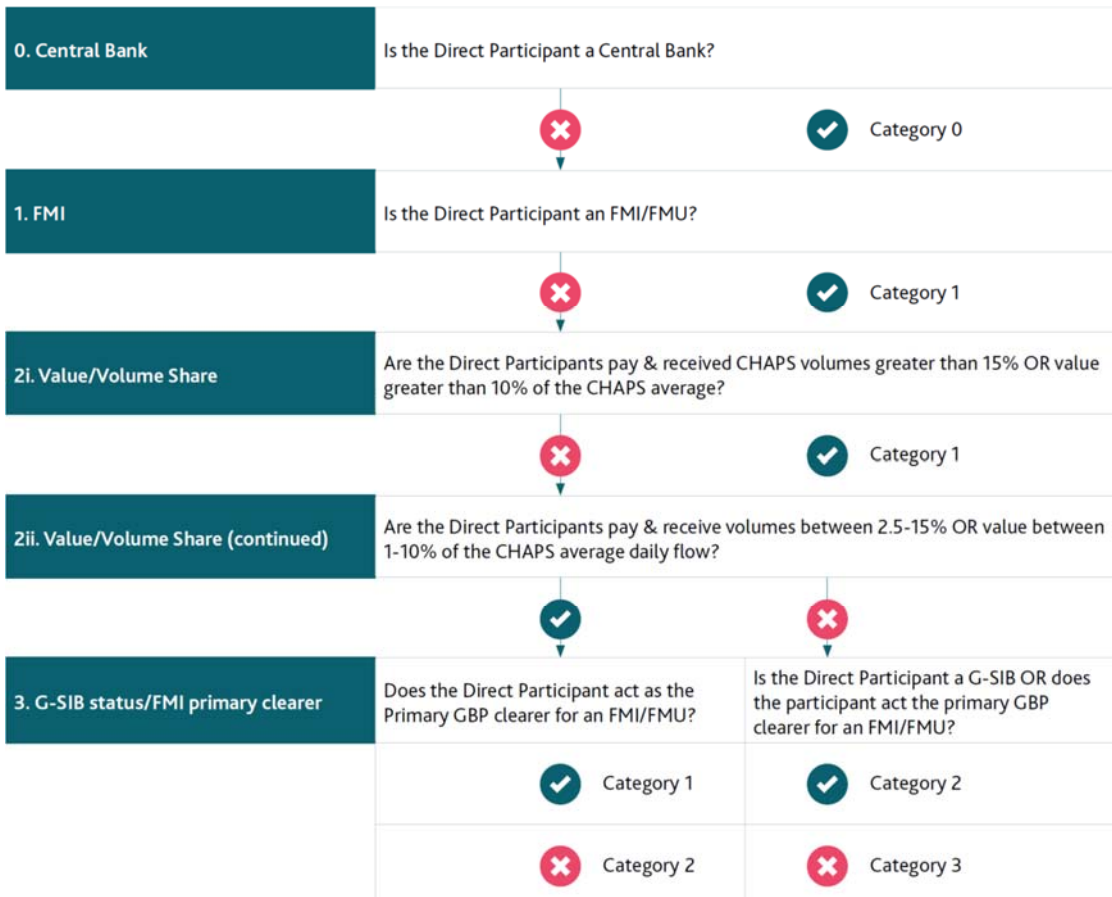 0. Central Bank
Is the Direct Participant a Central Bank?
Category 0
1. FMI
Is the Direct Participant an FMI/FMU?
Category 1
2i. Value/Volume Share
Are the Direct Participants pay & received CHAPS volumes greater than 15% OR value
greater than 10% of the CHAPS average?
Category 1
2ii. Value/Volume Share (continued)
Are the Direct Participants pay & receive volumes between 2.5-15% OR value between
1-10% of the CHAPS average daily flow?
3. G-SIB status/FMI primary clearer
Does the Direct Participant act as the
Primary GBP clearer for an FMI/FMU?
Is the Direct Participant a G-SIB OR does
the participant act the primary GBP
clearer for an FMI/FMU?
Category 1
Category 2
Category 2
Category 3